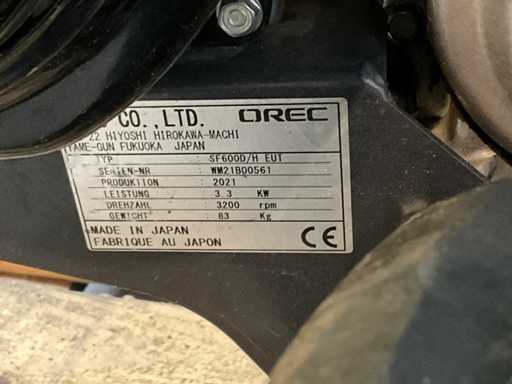 CO.,LTD. OREC
22 HIYOSHI HIROKAWA-MACHI
YAME-GUN FUKUOKA JAPAN
TYP : SF600D/H EUT
SERIEN-NR : WM21B00561
PRODUKTION : 2021
LEISTUNG : 3.3 KW
DREHZAHL : 3200 rpm
GEWICHT : 83 Kg
MADE IN JAPAN
FABRIQUE AU JAPON
CE